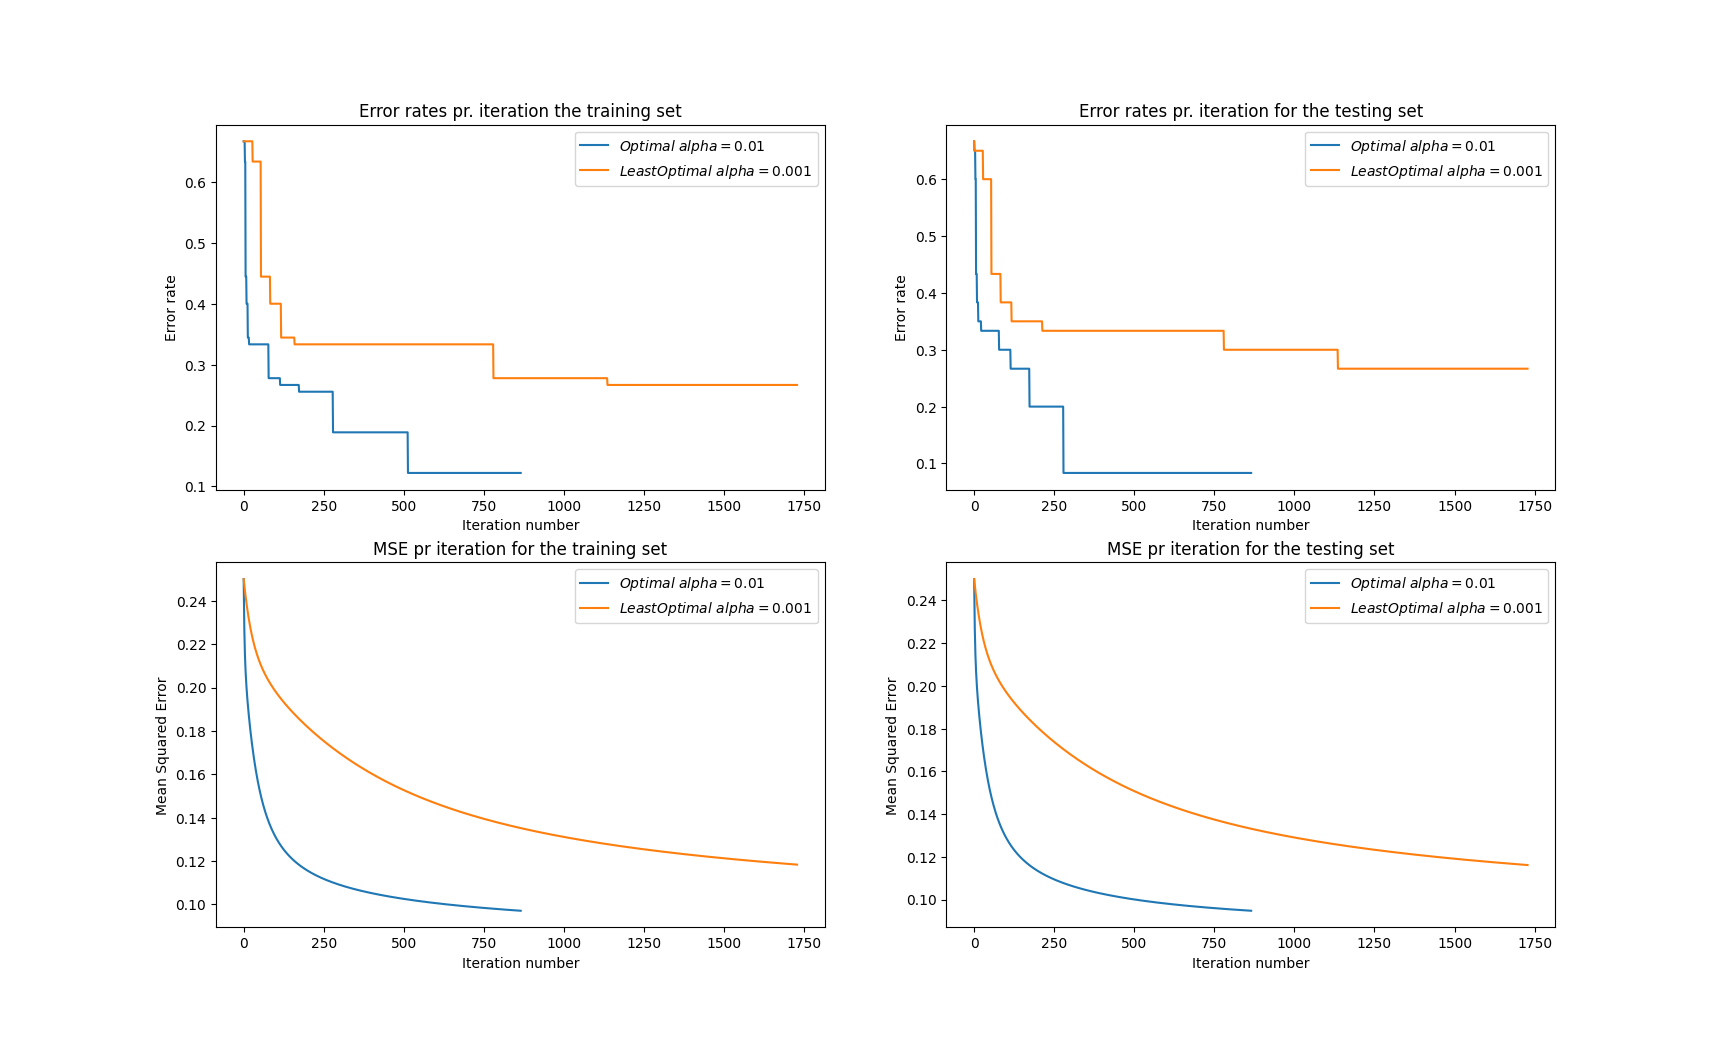 Error rates pr. iteration the training set
Optimal alpha = 0.01
LeastOptimal alpha = 0.001
Error rate
0.6
0.5
0.4
0.3
0.2
0.1
0 250 500 750 1000 1250 1500 1750
Iteration number
Error rates pr. iteration for the testing set
Optimal alpha = 0.01
LeastOptimal alpha = 0.001
Error rate
0.6
0.5
0.4
0.3
0.2
0.1
0 250 500 750 1000 1250 1500 1750
Iteration number
MSE pr iteration for the training set
Optimal alpha = 0.01
LeastOptimal alpha = 0.001
Mean Squared Error
0.24
0.22
0.20
0.18
0.16
0.14
0.12
0.10
0 250 500 750 1000 1250 1500 1750
Iteration number
MSE pr iteration for the testing set
Optimal alpha = 0.01
LeastOptimal alpha = 0.001
Mean Squared Error
0.24
0.22
0.20
0.18
0.16
0.14
0.12
0.10
0 250 500 750 1000 1250 1500 1750
Iteration number